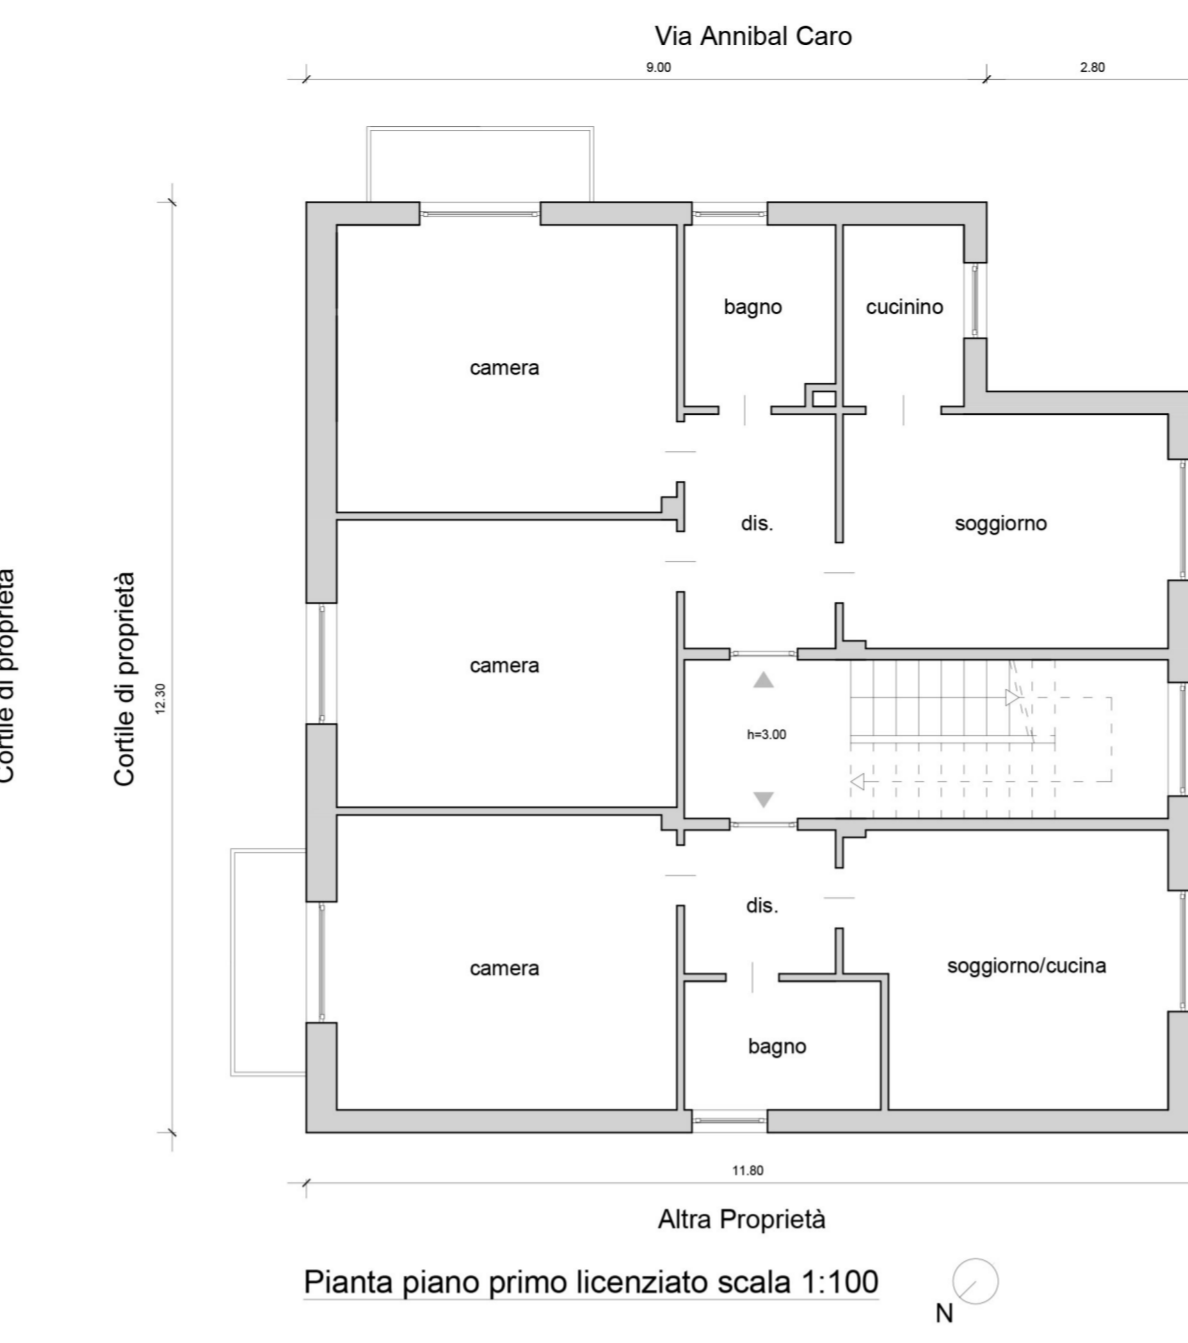 Via Annibal Caro
9.00
2.80
bagno
cucinino
camera
dis.
soggiorno
Cortile di proprietà
Cortile di proprietà
12.30
camera
h=3.00
dis.
camera
soggiorno/cucina
bagno
11.80
Altra Proprietà
Pianta piano primo licenziato scala 1:100
N